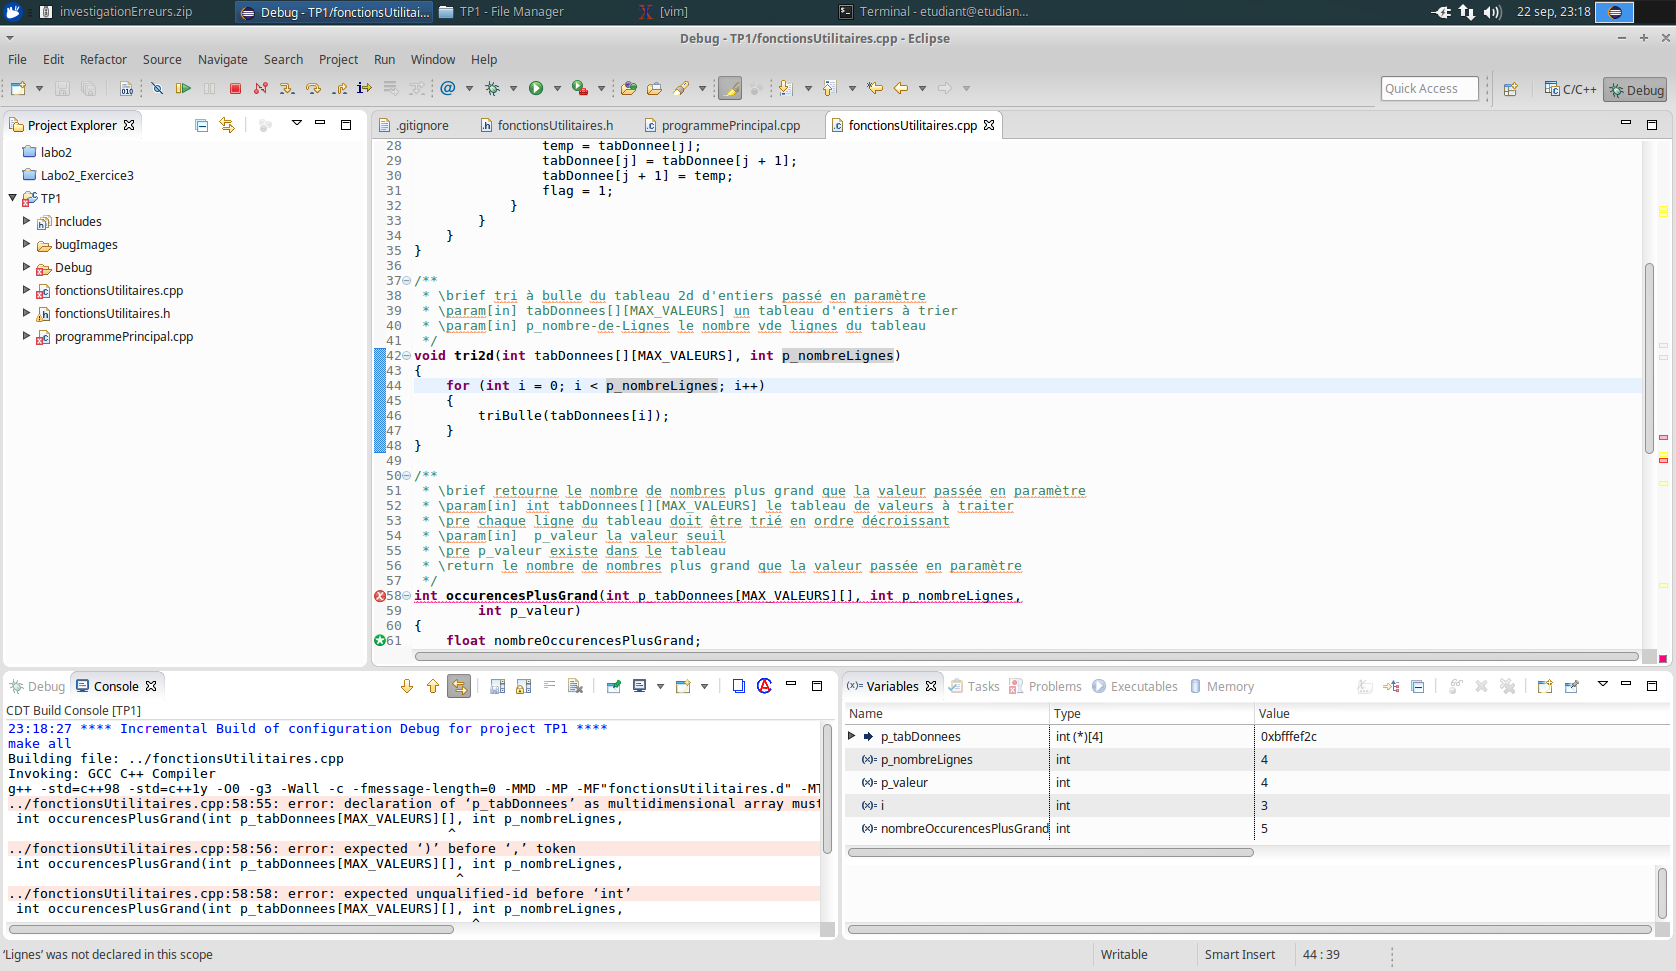 investigationErreurs.zip
Debug - TP1/fonctionsUtilitai...
TP1 - File Manager
[vim]
Terminal - etudiant@etudian...
22 sep, 23:18
Debug - TP1/fonctionsUtilitaires.cpp - Eclipse
File Edit Refactor Source Navigate Search Project Run Window Help
Quick Access
C/C++
Debug
Project Explorer
labo2
Labo2_Exercice3
TP1
Includes
bugImages
Debug
fonctionsUtilitaires.cpp
fonctionsUtilitaires.h
programmePrincipal.cpp
.gitignore
fonctionsUtilitaires.h
programmePrincipal.cpp
fonctionsUtilitaires.cpp
28 temp = tabDonnee[j];
29 tabDonnee[j] = tabDonnee[j + 1];
30 tabDonnee[j + 1] = temp;
31 flag = 1;
32 }
33 }
34 }
35 }
36
37 /**
38 * \brief tri à bulle du tableau 2d d'entiers passé en paramètre
39 * \param[in] tabDonnees[][MAX_VALEURS] un tableau d'entiers à trier
40 * \param[in] p_nombre-de-Lignes le nombre vde lignes du tableau
41 */
42 void tri2d(int tabDonnees[][MAX_VALEURS], int p_nombreLignes)
43 {
44 for (int i = 0; i < p_nombreLignes; i++)
45 {
46 triBulle(tabDonnees[i]);
47 }
48 }
49
50 /**
51 * \brief retourne le nombre de nombres plus grand que la valeur passée en paramètre
52 * \param[in] int tabDonnees[][MAX_VALEURS] le tableau de valeurs à traiter
53 * \pre chaque ligne du tableau doit être trié en ordre décroissant
54 * \param[in]  p_valeur la valeur seuil
55 * \pre p_valeur existe dans le tableau
56 * \return le nombre de nombres plus grand que la valeur passée en paramètre
57 */
58 int occurencesPlusGrand(int p_tabDonnees[MAX_VALEURS][], int p_nombreLignes,
59 int p_valeur)
60 {
61 float nombreOccurencesPlusGrand;
Debug
Console
CDT Build Console [TP1]
23:18:27 **** Incremental Build of configuration Debug for project TP1 ****
make all
Building file: ../fonctionsUtilitaires.cpp
Invoking: GCC C++ Compiler
g++ -std=c++98 -std=c++1y -O0 -g3 -Wall -c -fmessage-length=0 -MMD -MP -MF"fonctionsUtilitaires.d" -MT
../fonctionsUtilitaires.cpp:58:55: error: declaration of ‘p_tabDonnees’ as multidimensional array must
int occurencesPlusGrand(int p_tabDonnees[MAX_VALEURS][], int p_nombreLignes,
^
../fonctionsUtilitaires.cpp:58:56: error: expected ‘)’ before ‘,’ token
int occurencesPlusGrand(int p_tabDonnees[MAX_VALEURS][], int p_nombreLignes,
^
../fonctionsUtilitaires.cpp:58:58: error: expected unqualified-id before ‘int’
int occurencesPlusGrand(int p_tabDonnees[MAX_VALEURS][], int p_nombreLignes,
^
Variables
Tasks
Problems
Executables
Memory
Name Type Value
p_tabDonnees int (*)[4] 0xbfffef2c
p_nombreLignes int 4
p_valeur int 4
i int 3
nombreOccurencesPlusGrand int 5
‘Lignes’ was not declared in this scope
Writable
Smart Insert
44 : 39